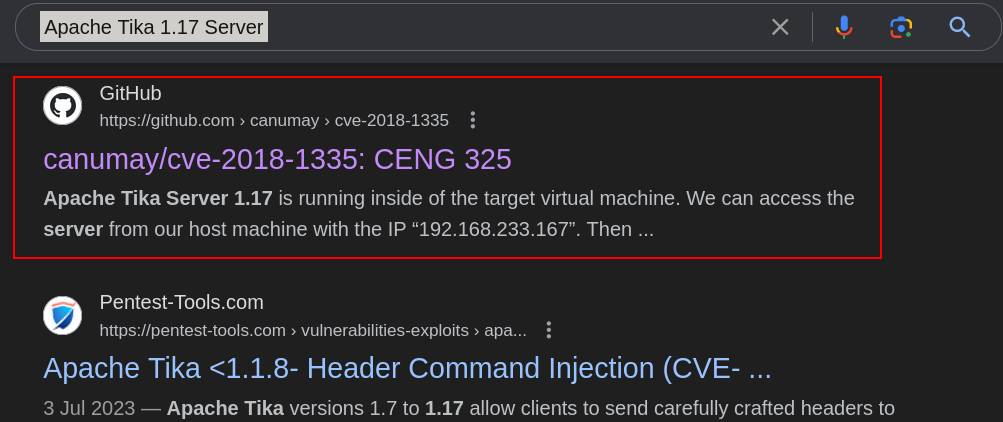 Apache Tika 1.17 Server
GitHub
https://github.com › canumay › cve-2018-1335
canumay/cve-2018-1335: CENG 325
Apache Tika Server 1.17 is running inside of the target virtual machine. We can access the
server from our host machine with the IP “192.168.233.167”. Then ...
Pentest-Tools.com
https://pentest-tools.com › vulnerabilities-exploits › apa...
Apache Tika <1.1.8- Header Command Injection (CVE- ...
3 Jul 2023 — Apache Tika versions 1.7 to 1.17 allow clients to send carefully crafted headers to